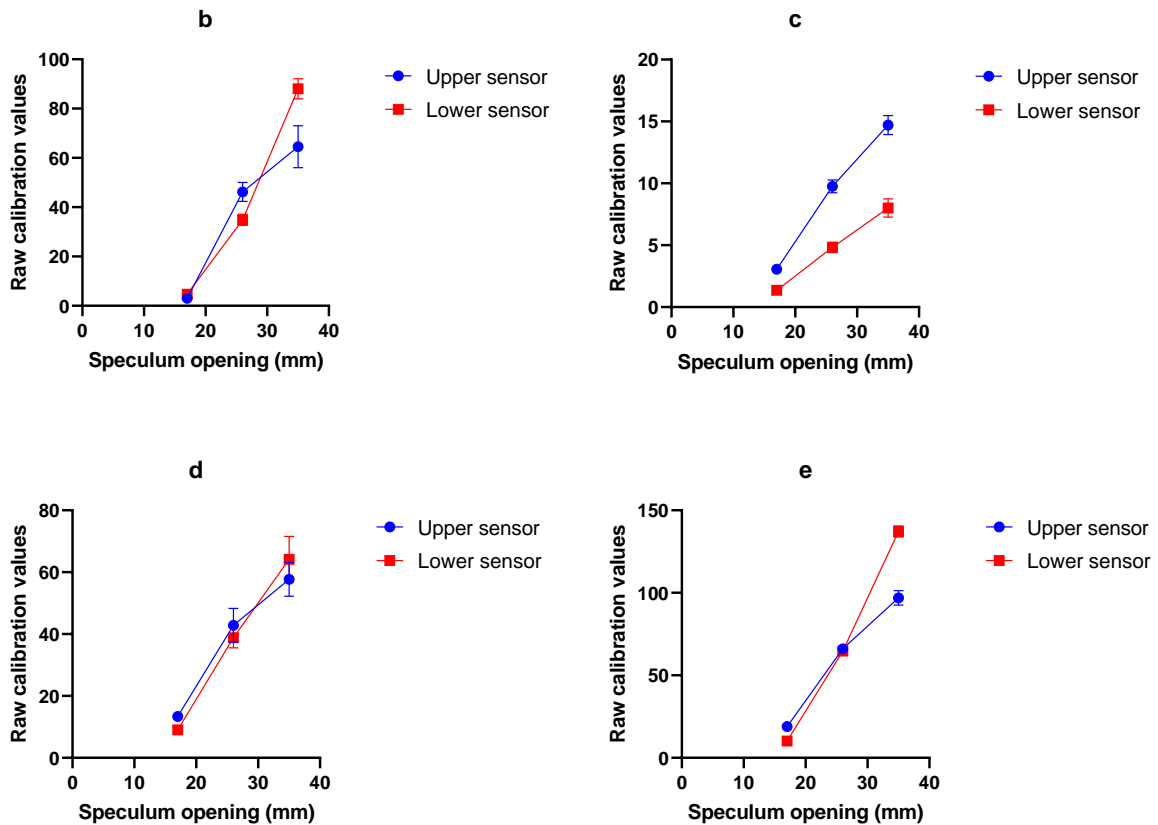 b
100
80
60
40
20
0
Raw calibration values
0 10 20 30 40
Speculum opening (mm)
Upper sensor
Lower sensor
c
20
15
10
5
0
Raw calibration values
0 10 20 30 40
Speculum opening (mm)
Upper sensor
Lower sensor
d
80
60
40
20
0
Raw calibration values
0 10 20 30 40
Speculum opening (mm)
Upper sensor
Lower sensor
e
150
100
50
0
Raw calibration values
0 10 20 30 40
Speculum opening (mm)
Upper sensor
Lower sensor